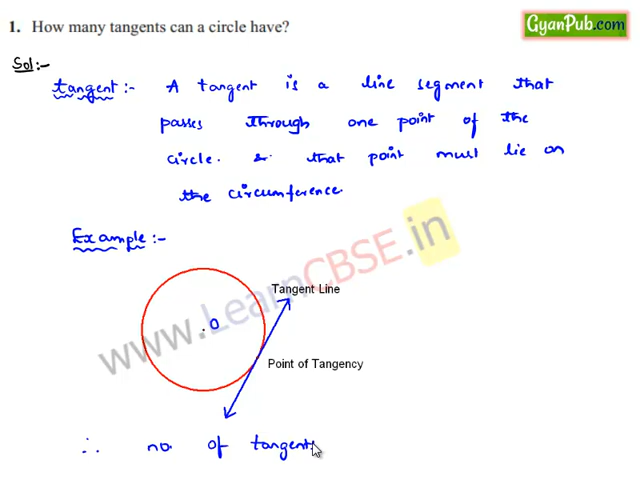 1. How many tangents can a circle have?
GyanPub.com
Sol:-
tangent:- A tangent is a line segment that
passes through one point of the
circle. & that point must lie on
the circumference.
Example:-
www.LearnCBSE.in
Tangent Line
O
Point of Tangency
∴ no. of tangents